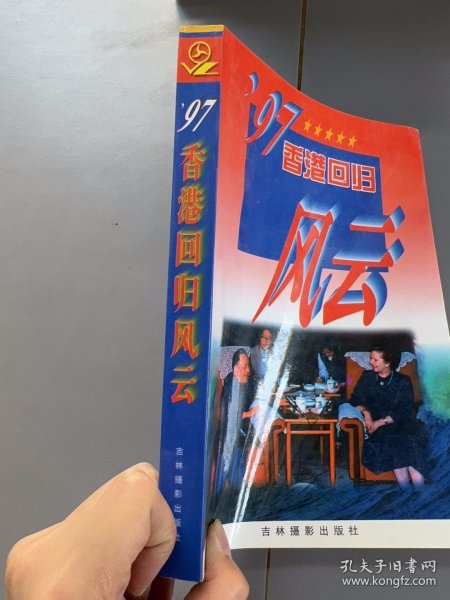 '97
香港回归风云
吉林摄影出版社
'97
香港回归
风云
吉林摄影出版社
孔夫子旧书网
www.kongfz.com